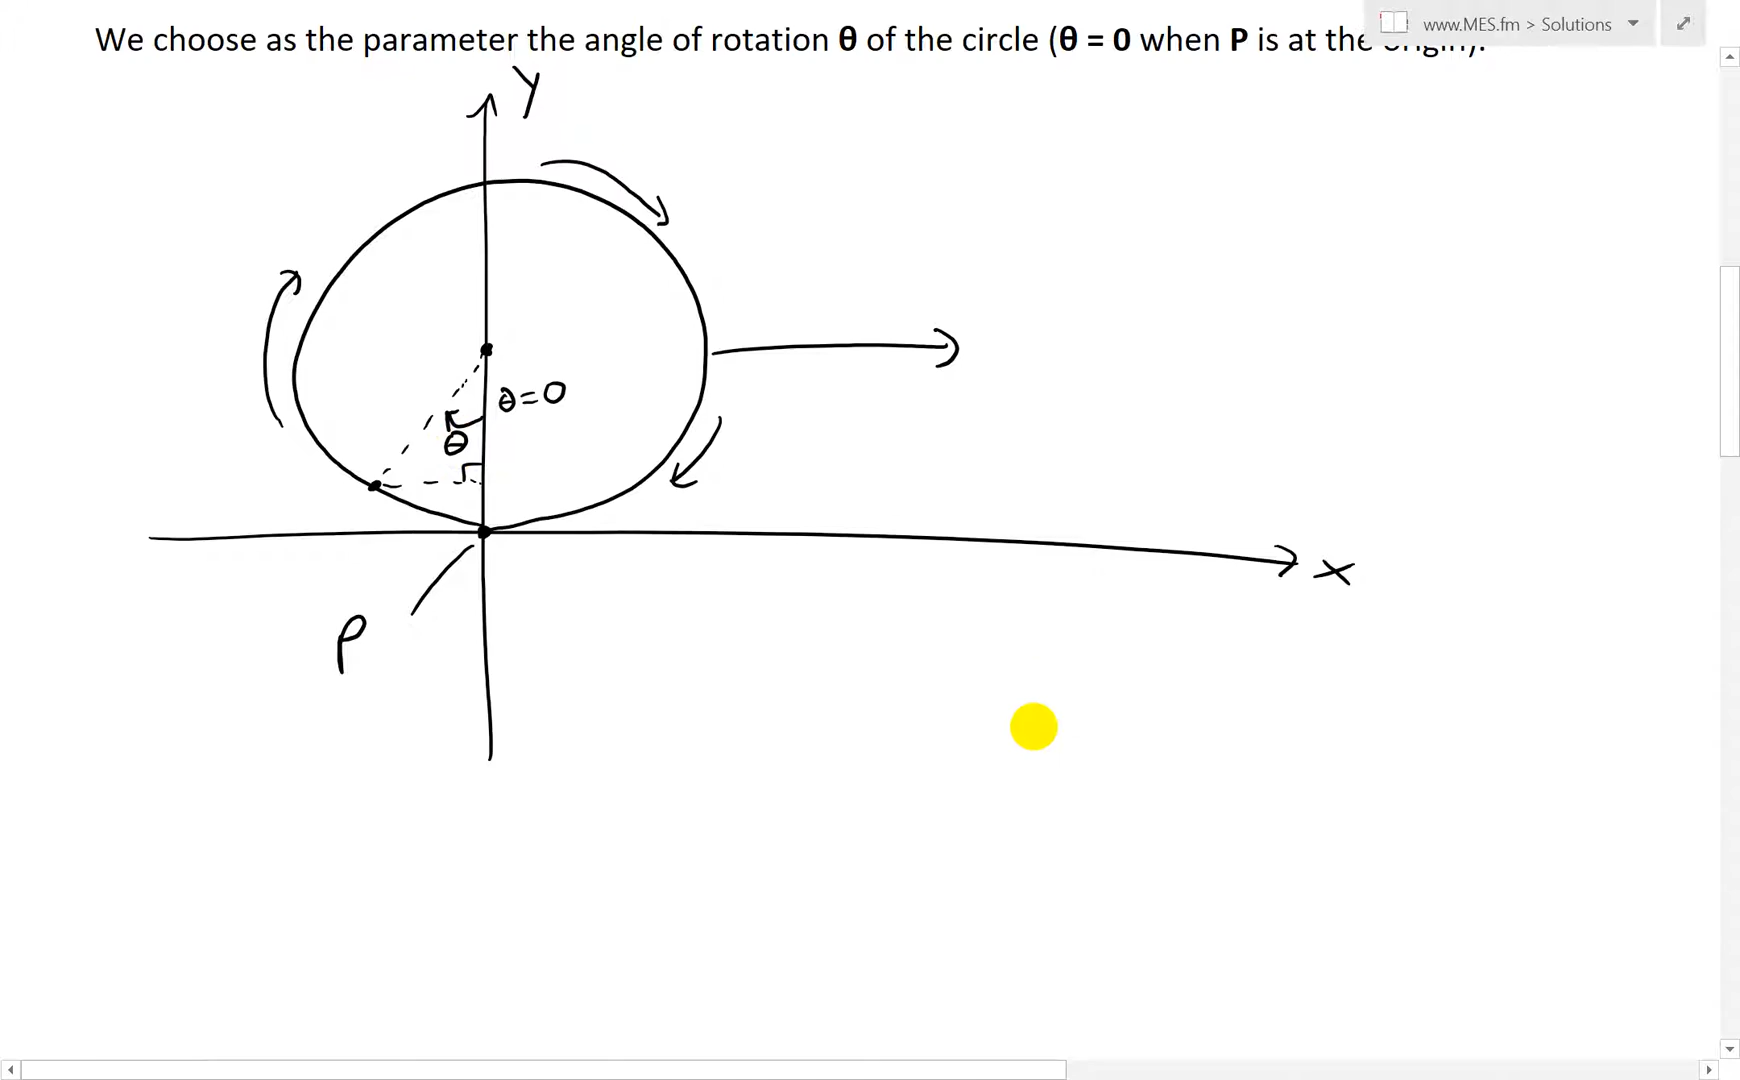 www.MES.fm > Solutions
We choose as the parameter the angle of rotation θ of the circle (θ = 0 when P is at the origin).
y
θ=0
θ
x
P